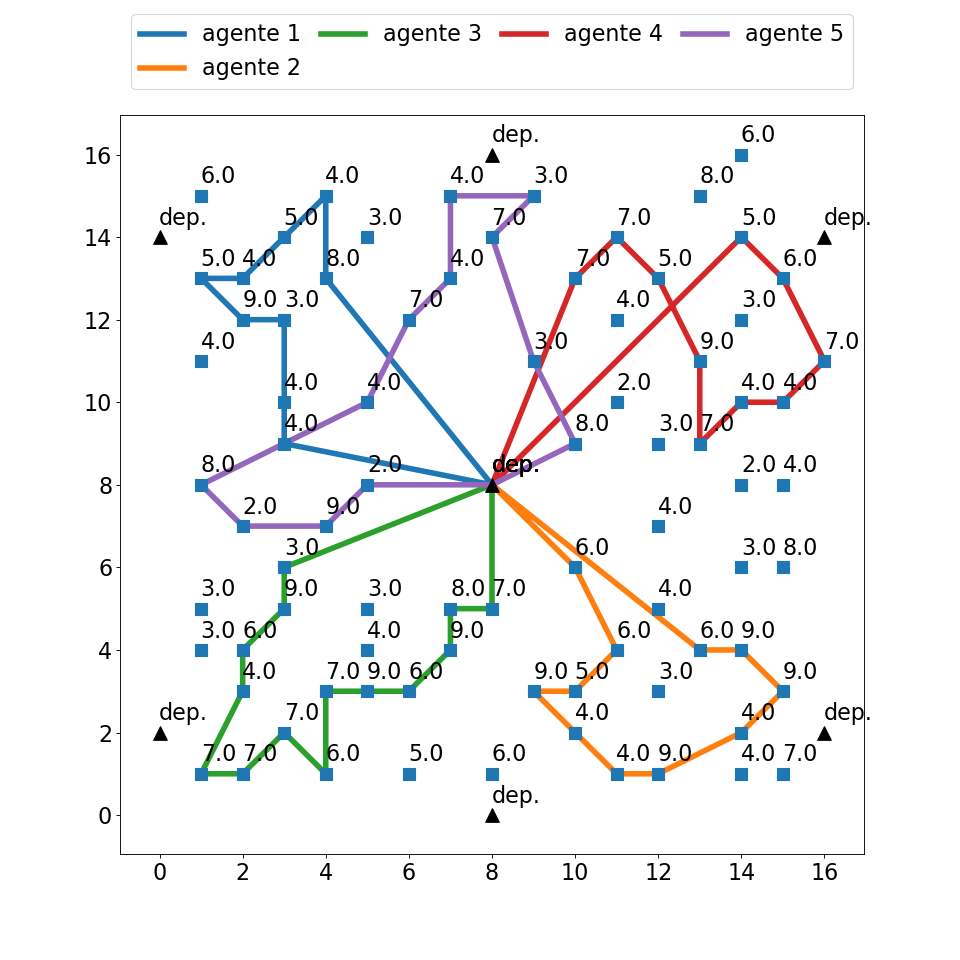 agente 1 agente 3 agente 4 agente 5
agente 2
dep. 6.0
6.0 4.0 4.0 3.0 8.0
dep. 5.0 3.0 7.0 7.0 5.0 dep.
5.0 4.0 8.0 4.0 7.0 5.0 6.0
9.0 3.0 7.0 4.0 3.0
4.0 3.0 9.0 7.0
4.0 4.0 2.0 4.0 4.0
4.0 8.0 3.0 7.0
8.0 2.0 dep. 2.0 4.0
2.0 9.0 4.0
3.0 6.0 3.0 8.0
3.0 9.0 3.0 8.0 7.0 4.0
3.0 6.0 4.0 9.0 6.0 6.0 9.0
4.0 7.0 9.0 6.0 9.0 5.0 3.0 9.0
dep. 7.0 4.0 4.0 dep.
7.0 7.0 6.0 5.0 6.0 4.0 9.0 4.0 7.0
dep.
16
14
12
10
8
6
4
2
0
0 2 4 6 8 10 12 14 16